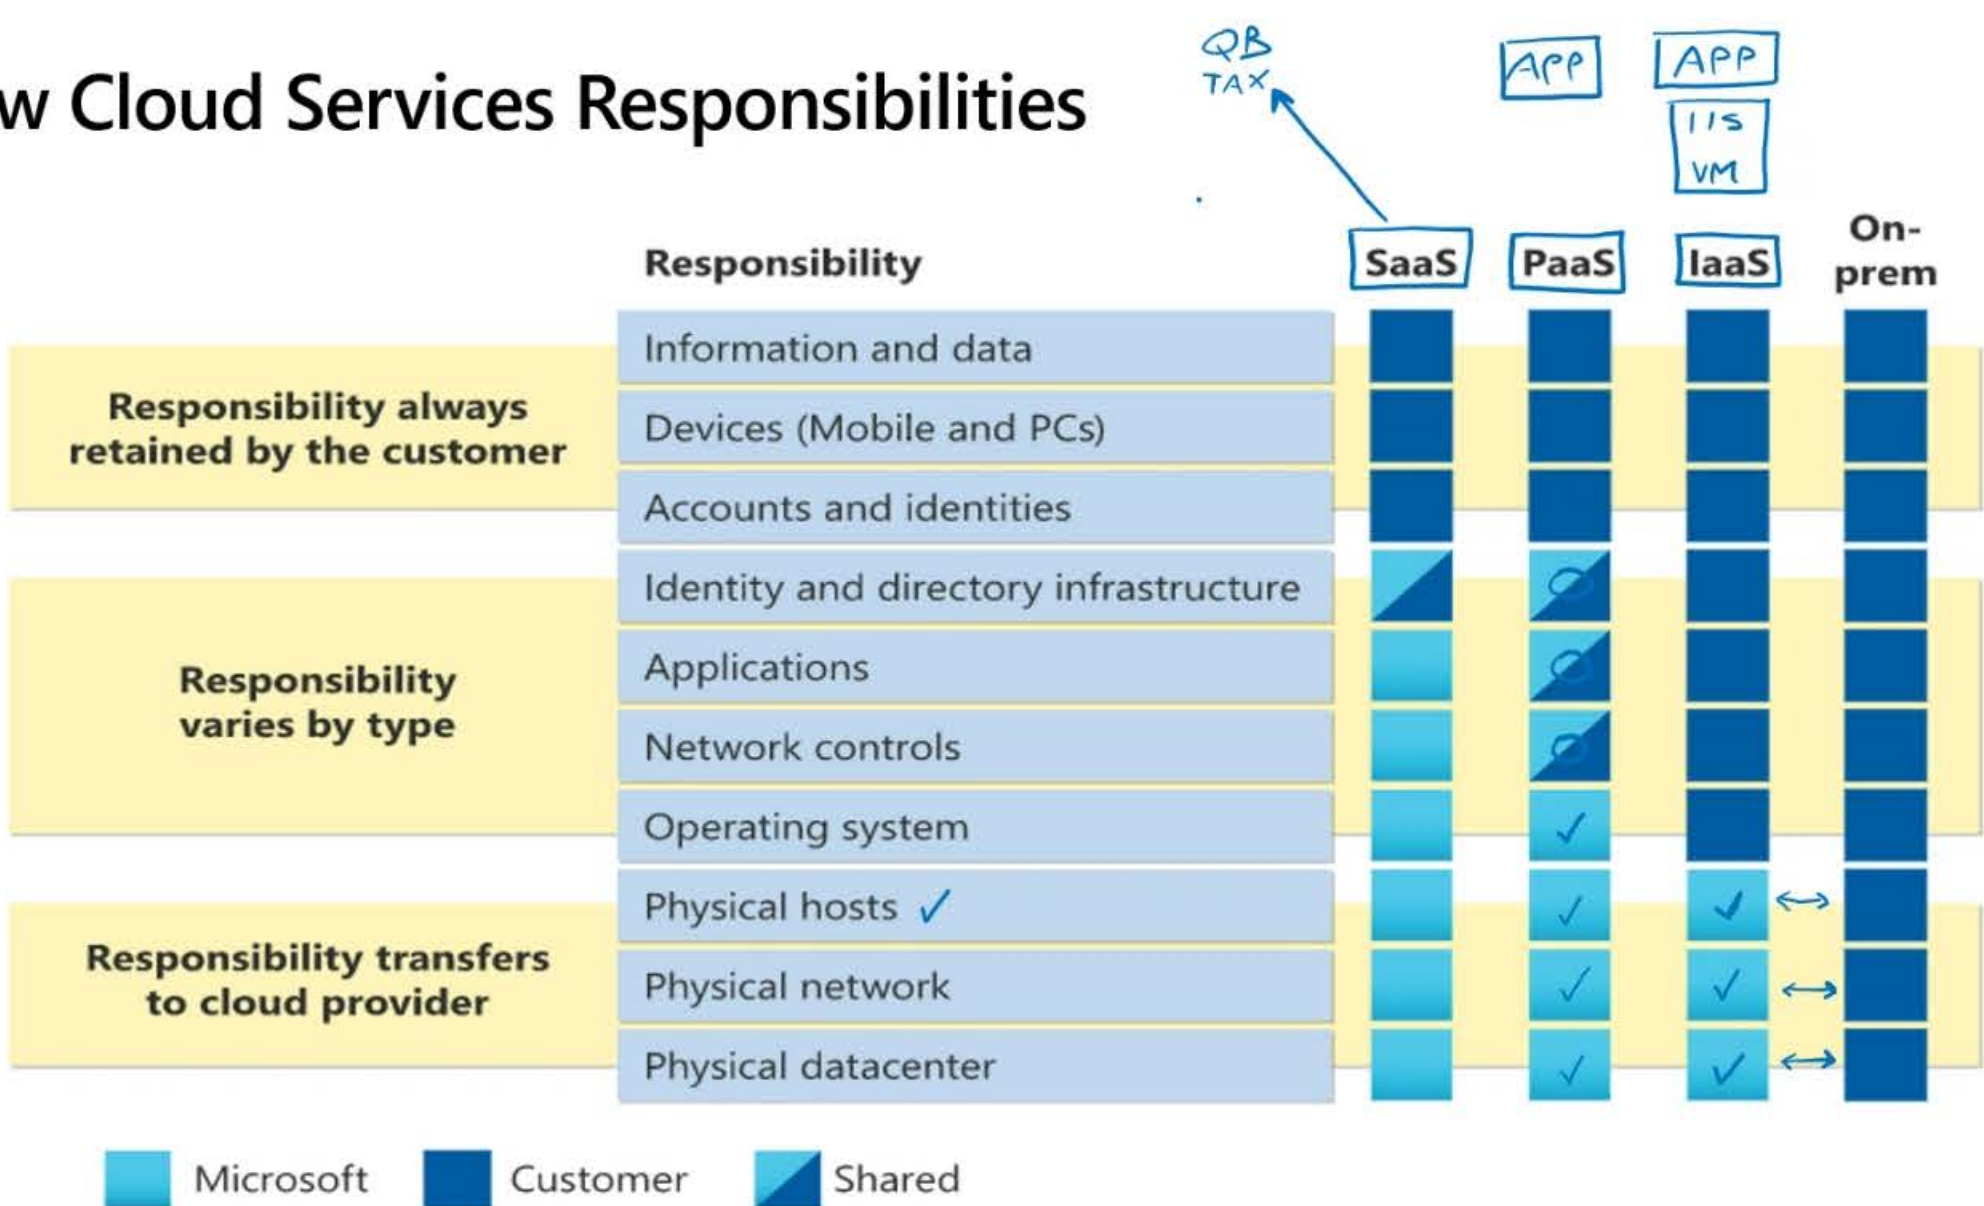 QB
TAX
APP
APP
IIS
VM
w Cloud Services Responsibilities
Responsibility
SaaS
PaaS
IaaS
On-
prem
Responsibility always
retained by the customer
Information and data
Devices (Mobile and PCs)
Accounts and identities
Responsibility
varies by type
Identity and directory infrastructure
Applications
Network controls
Operating system
Responsibility transfers
to cloud provider
Physical hosts ✓
Physical network
Physical datacenter
Microsoft
Customer
Shared